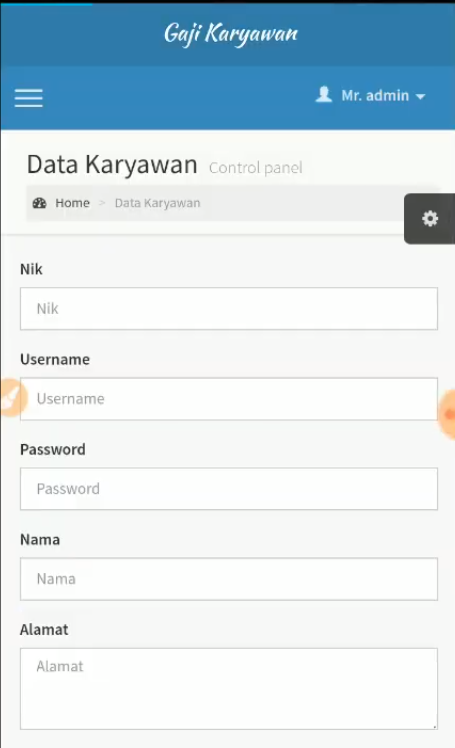 Gaji Karyawan
Mr. admin
Data Karyawan Control panel
Home > Data Karyawan
Nik
Nik
Username
Username
Password
Password
Nama
Nama
Alamat
Alamat